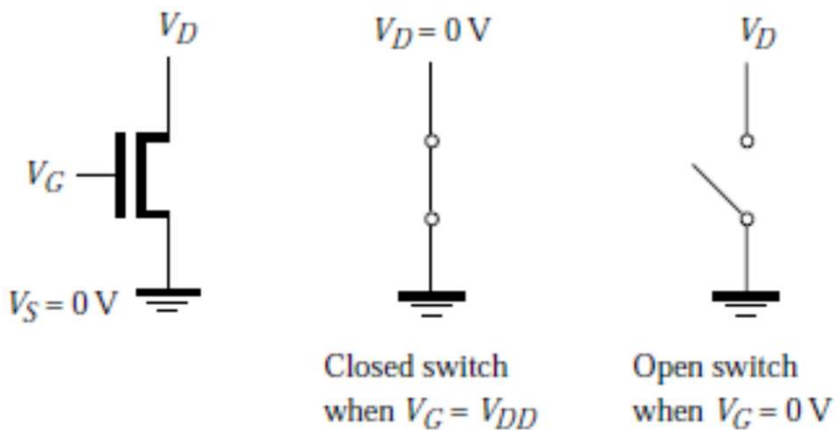 V_D
V_D = 0 V
V_D
V_G
V_S = 0 V
Closed switch
when V_G = V_DD
Open switch
when V_G = 0 V